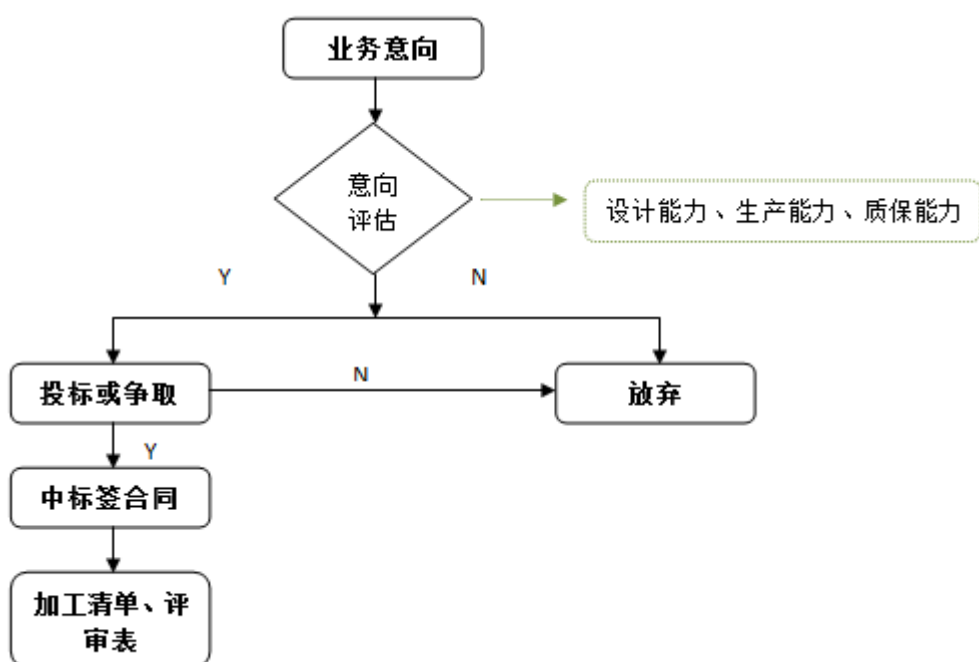 业务意向
意向
评估
设计能力、生产能力、质保能力
Y
N
投标或争取
N
放弃
Y
中标签合同
加工清单、评
审表